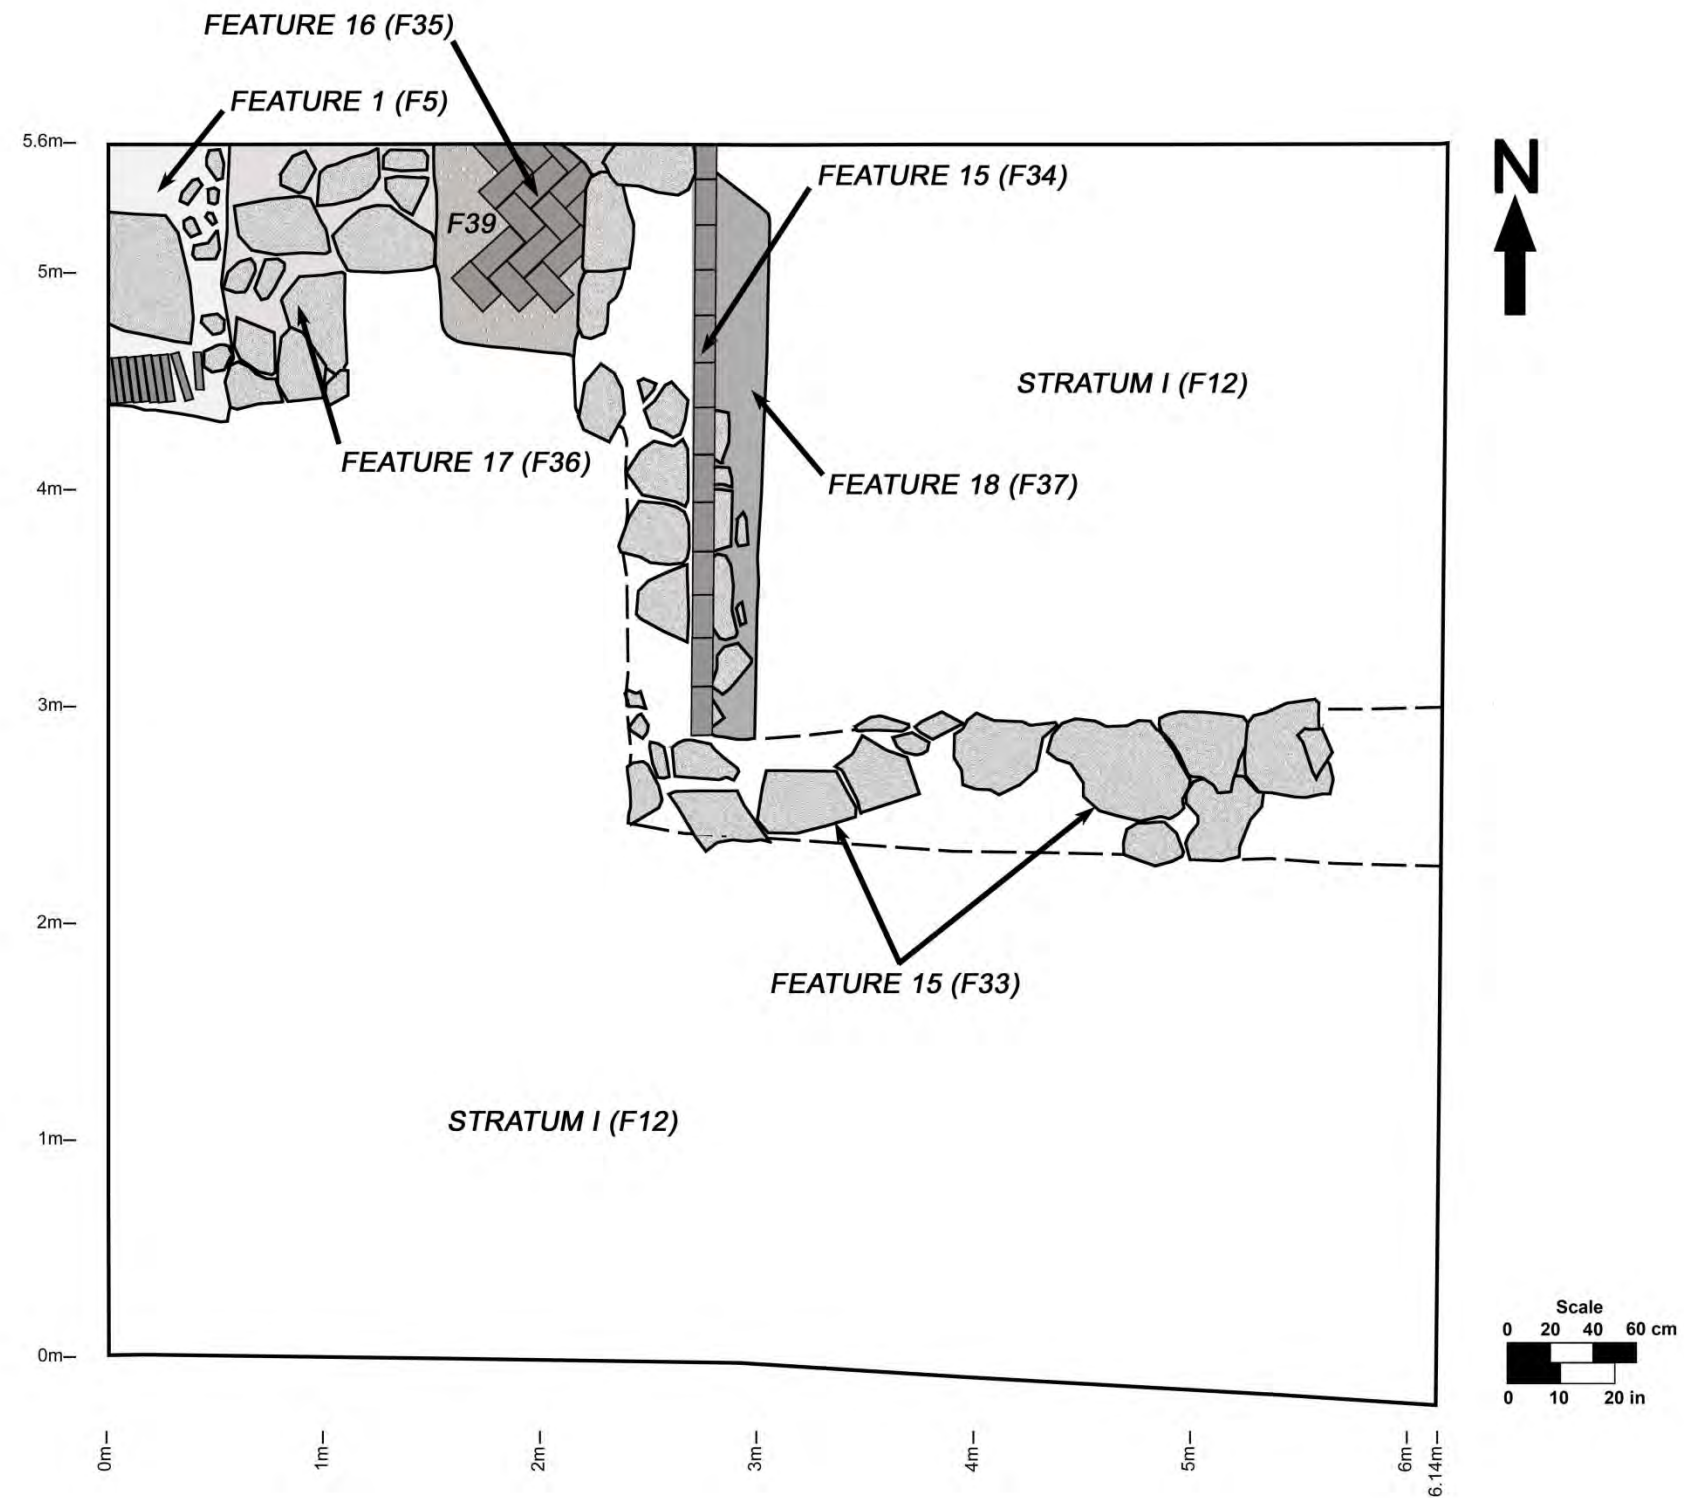 FEATURE 16 (F35)
FEATURE 1 (F5)
5.6m
N
FEATURE 15 (F34)
F39
5m
STRATUM I (F12)
FEATURE 17 (F36)
FEATURE 18 (F37)
4m
3m
2m
FEATURE 15 (F33)
STRATUM I (F12)
1m
0m
Scale
0 20 40 60 cm
0 10 20 in
0m 1m 2m 3m 4m 5m 6m 6.14m